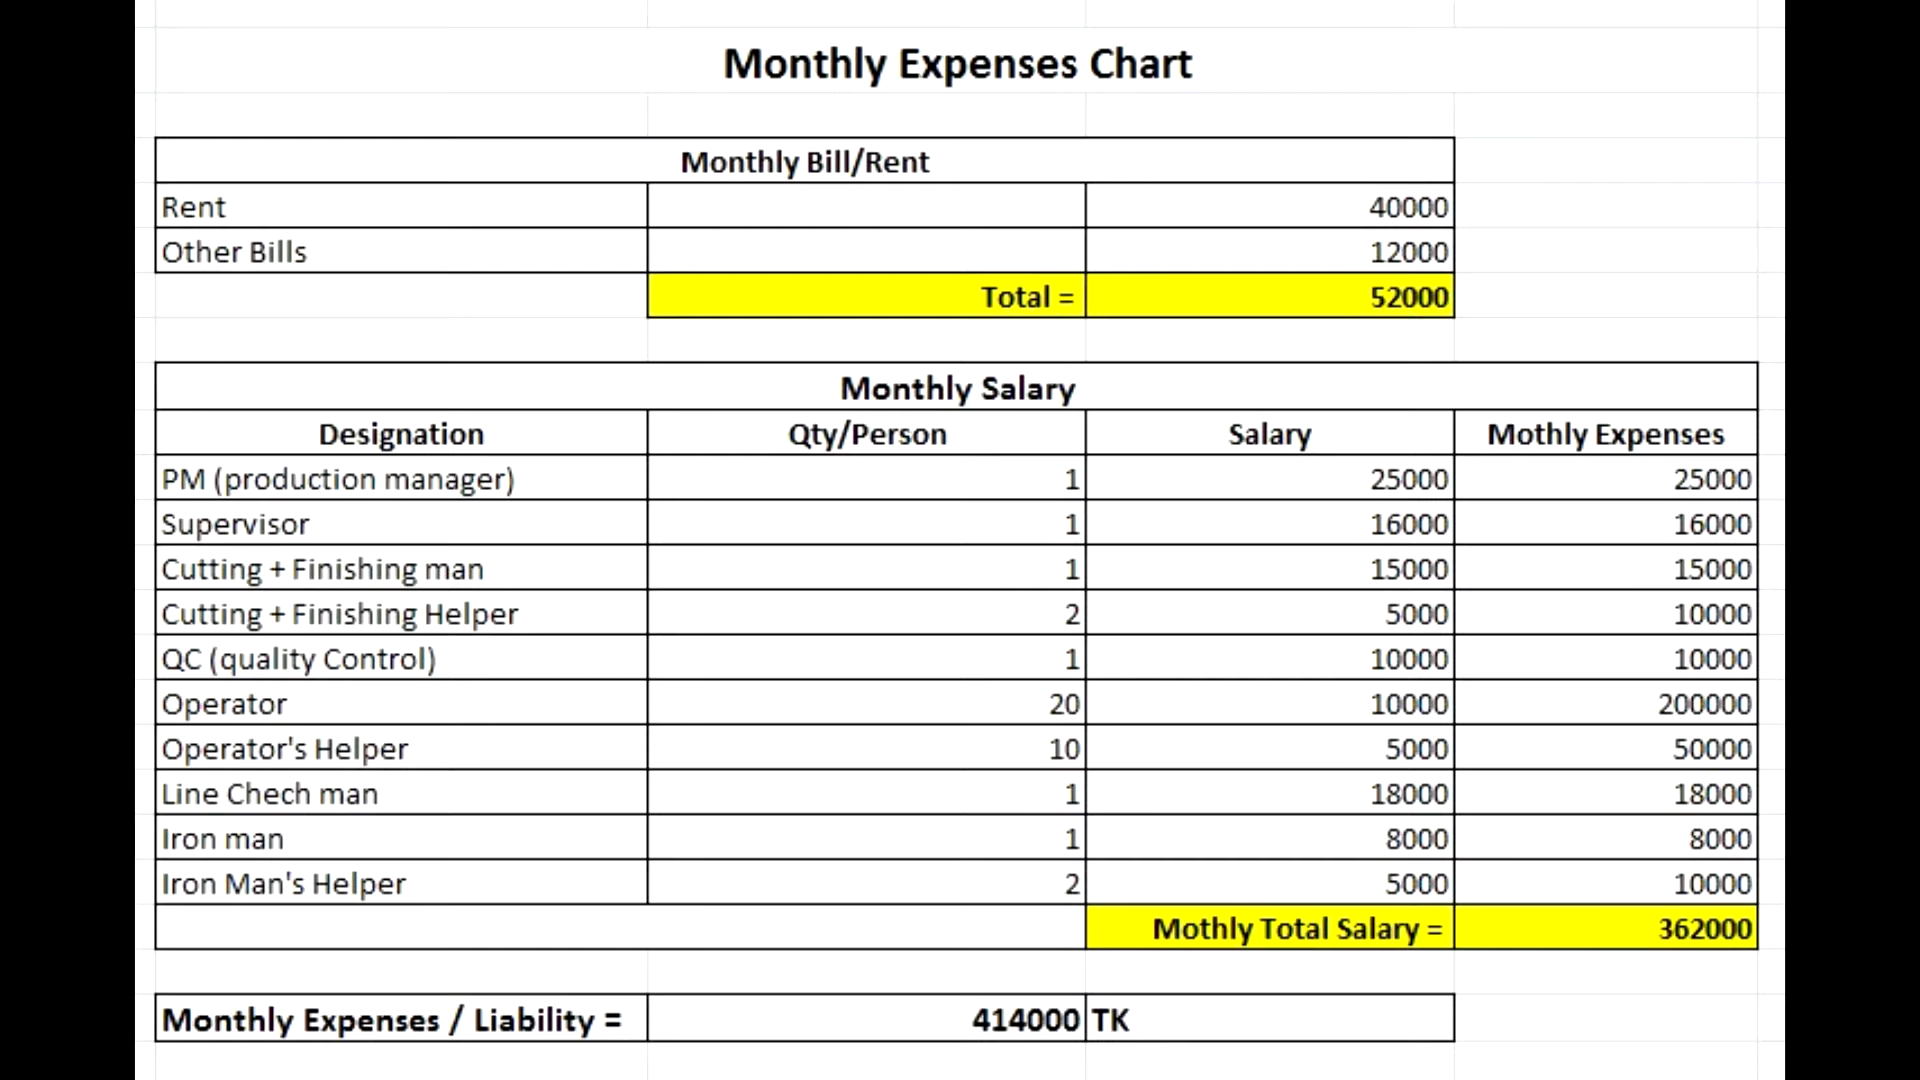 Monthly Expenses Chart
Monthly Bill/Rent
Rent 40000
Other Bills 12000
Total = 52000
Monthly Salary
Designation Qty/Person Salary Mothly Expenses
PM (production manager) 1 25000 25000
Supervisor 1 16000 16000
Cutting + Finishing man 1 15000 15000
Cutting + Finishing Helper 2 5000 10000
QC (quality Control) 1 10000 10000
Operator 20 10000 200000
Operator's Helper 10 5000 50000
Line Chech man 1 18000 18000
Iron man 1 8000 8000
Iron Man's Helper 2 5000 10000
Mothly Total Salary = 362000
Monthly Expenses / Liability = 414000 TK